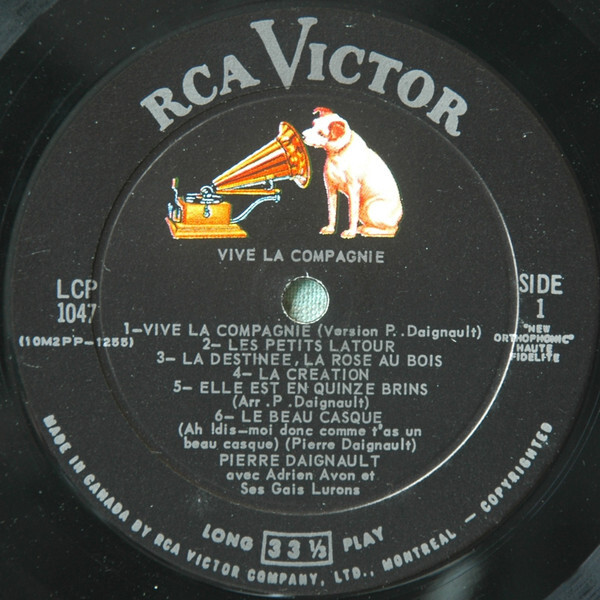 RCA VICTOR
VIVE LA COMPAGNIE
LCP
1047
(10M2PP-1255)
SIDE
1
"NEW
ORTHOPHONIC"
HAUTE
FIDELITE
1-VIVE LA COMPAGNIE (Version P. .Daignault)
2- LES PETITS LATOUR
3- LA DESTINEE, LA ROSE AU BOIS
4- LA CREATION
5- ELLE EST EN QUINZE BRINS
(Arr .P .Daignault)
6- LE BEAU CASQUE
(Ah !dis-moi donc comme t'as un
beau casque) (Pierre Daignault)
PIERRE DAIGNAULT
avec Adrien Avon et
Ses Gais Lurons
LONG 33 ⅓ PLAY
MADE IN CANADA BY RCA VICTOR COMPANY, LTD., MONTREAL - COPYRIGHTED